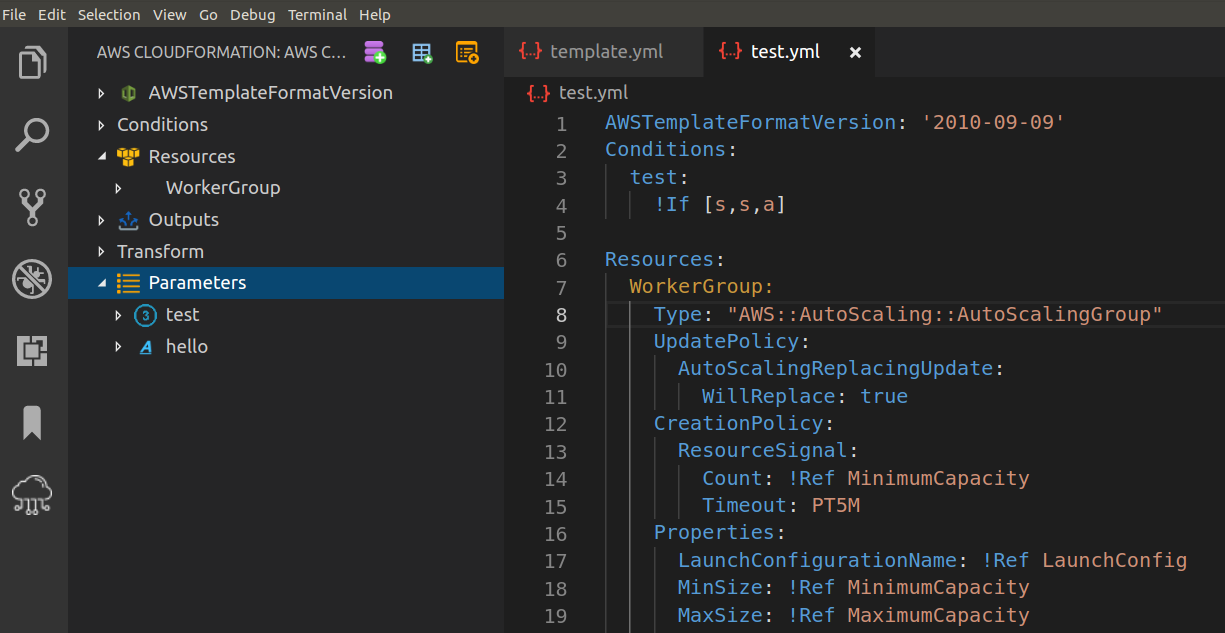 File Edit Selection View Go Debug Terminal Help
AWS CLOUDFORMATION: AWS C...
AWSTemplateFormatVersion
Conditions
Resources
WorkerGroup
Outputs
Transform
Parameters
3 test
A hello
{...} template.yml {...} test.yml ×
{...} test.yml
1 AWSTemplateFormatVersion: '2010-09-09'
2 Conditions:
3 test:
4 !If [s,s,a]
5
6 Resources:
7 WorkerGroup:
8 Type: "AWS::AutoScaling::AutoScalingGroup"
9 UpdatePolicy:
10 AutoScalingReplacingUpdate:
11 WillReplace: true
12 CreationPolicy:
13 ResourceSignal:
14 Count: !Ref MinimumCapacity
15 Timeout: PT5M
16 Properties:
17 LaunchConfigurationName: !Ref LaunchConfig
18 MinSize: !Ref MinimumCapacity
19 MaxSize: !Ref MaximumCapacity